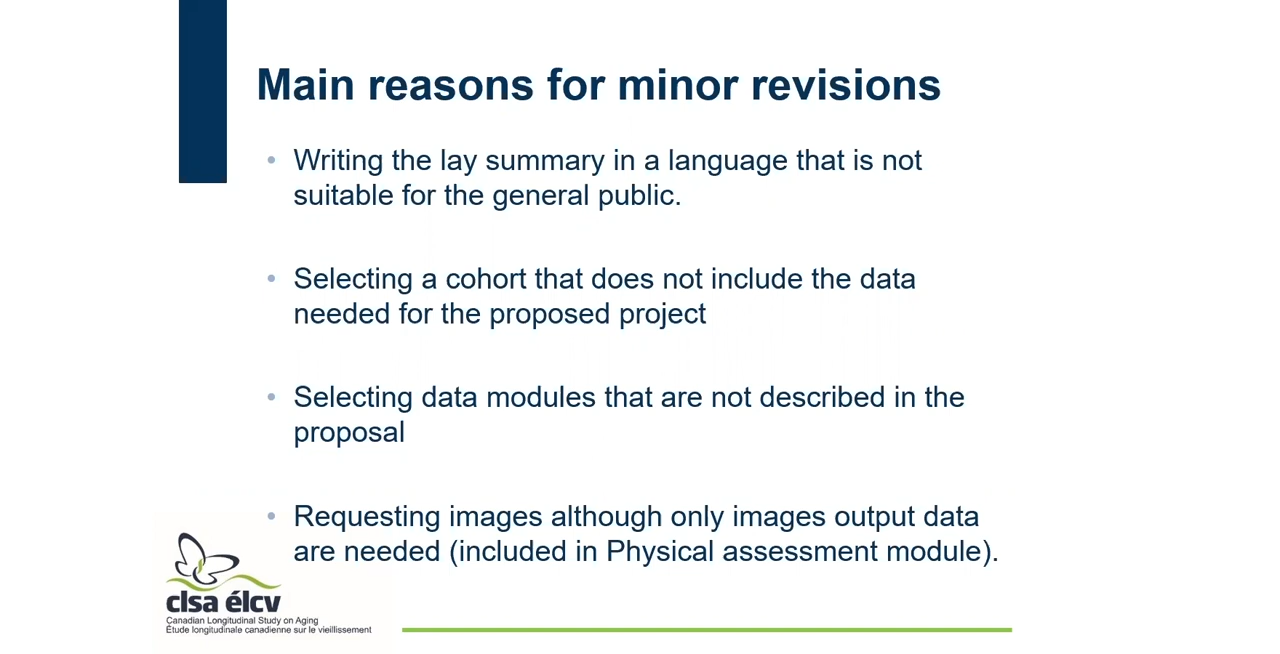 Main reasons for minor revisions
• Writing the lay summary in a language that is not
suitable for the general public.
• Selecting a cohort that does not include the data
needed for the proposed project
• Selecting data modules that are not described in the
proposal
• Requesting images although only images output data
are needed (included in Physical assessment module).
clsa élcv
Canadian Longitudinal Study on Aging
Étude longitudinale canadienne sur le vieillissement